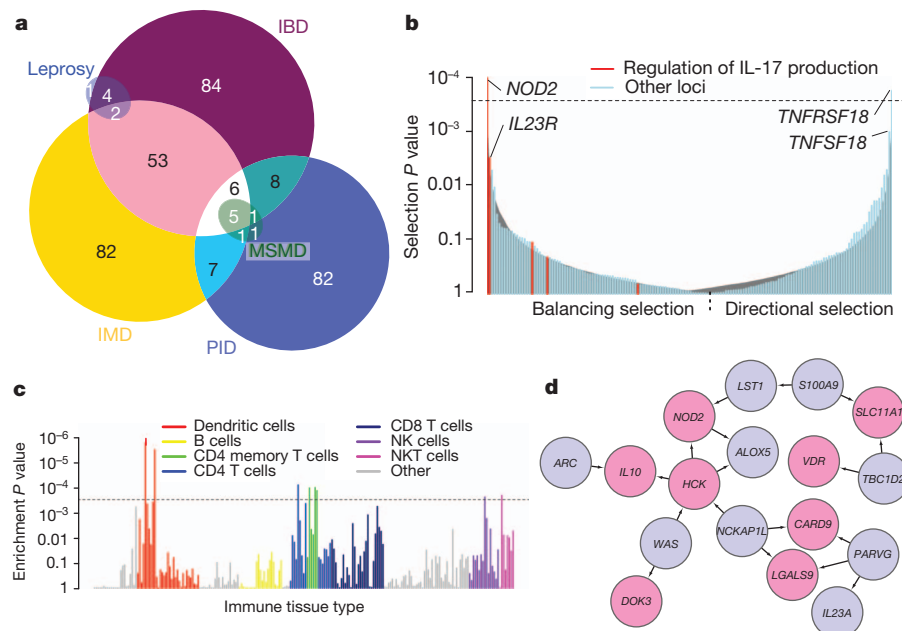 a
IBD
Leprosy
84
1
4
2
53
6
8
5
1
1
1
MSMD
82
7
82
IMD
PID
b
Regulation of IL-17 production
Other loci
NOD2
IL23R
TNFRSF18
TNFSF18
Selection P value
10⁻⁴
10⁻³
0.01
0.1
1
Balancing selection
Directional selection
c
Dendritic cells
B cells
CD4 memory T cells
CD4 T cells
CD8 T cells
NK cells
NKT cells
Other
Enrichment P value
10⁻⁶
10⁻⁵
10⁻⁴
10⁻³
0.01
0.1
1
Immune tissue type
d
LST1
S100A9
NOD2
SLC11A1
ARC
IL10
ALOX5
VDR
HCK
TBC1D2
WAS
NCKAP1L
CARD9
PARVG
LGALS9
DOK3
IL23A